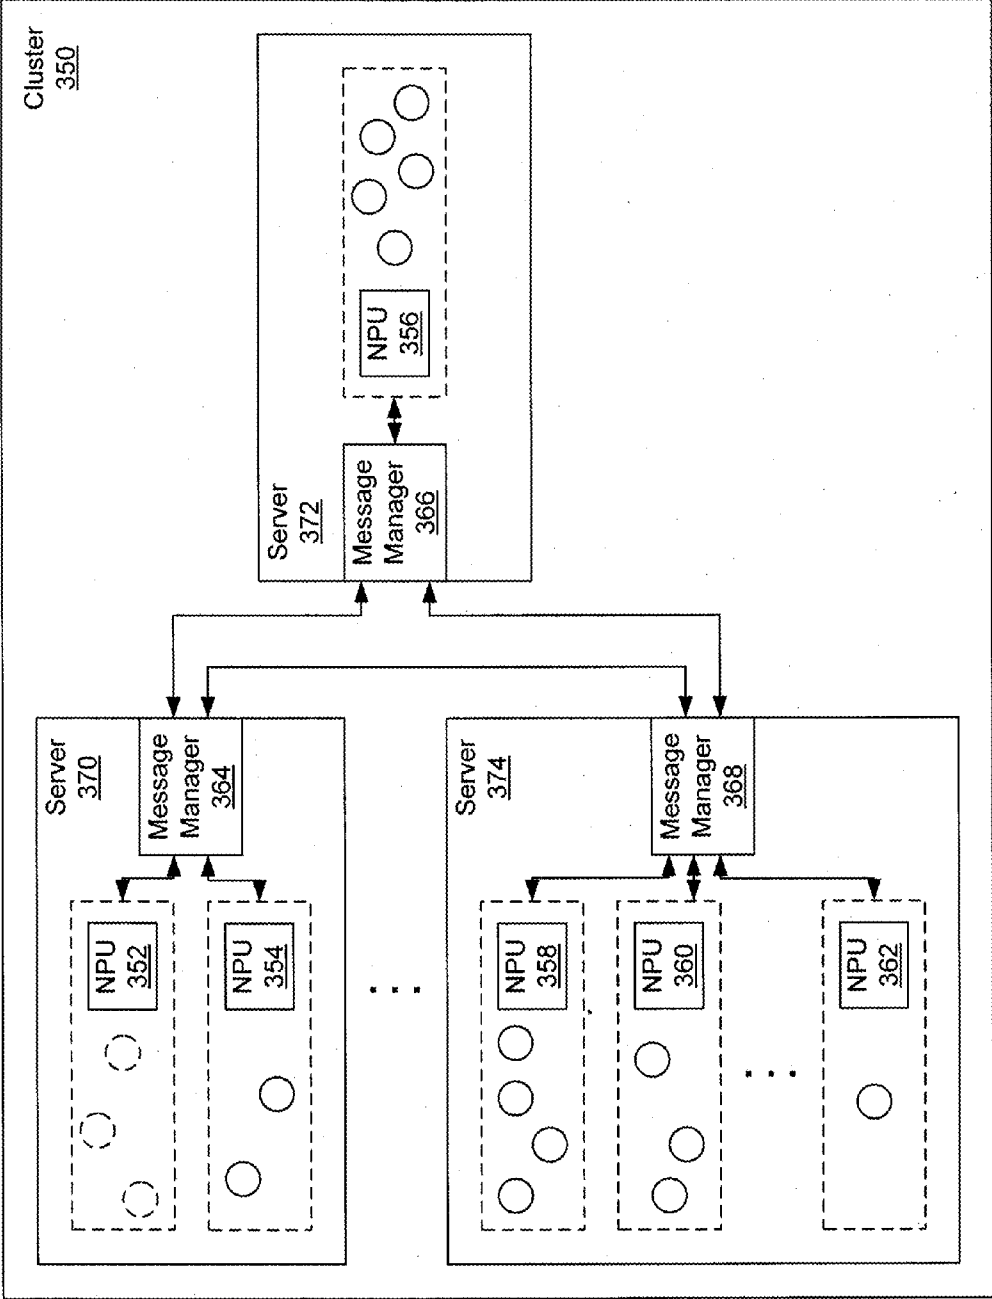 Cluster
350
Server
370
NPU
352
NPU
354
Message
Manager
364
Server
372
Message
Manager
366
NPU
356
Server
374
NPU
358
NPU
360
NPU
362
Message
Manager
368